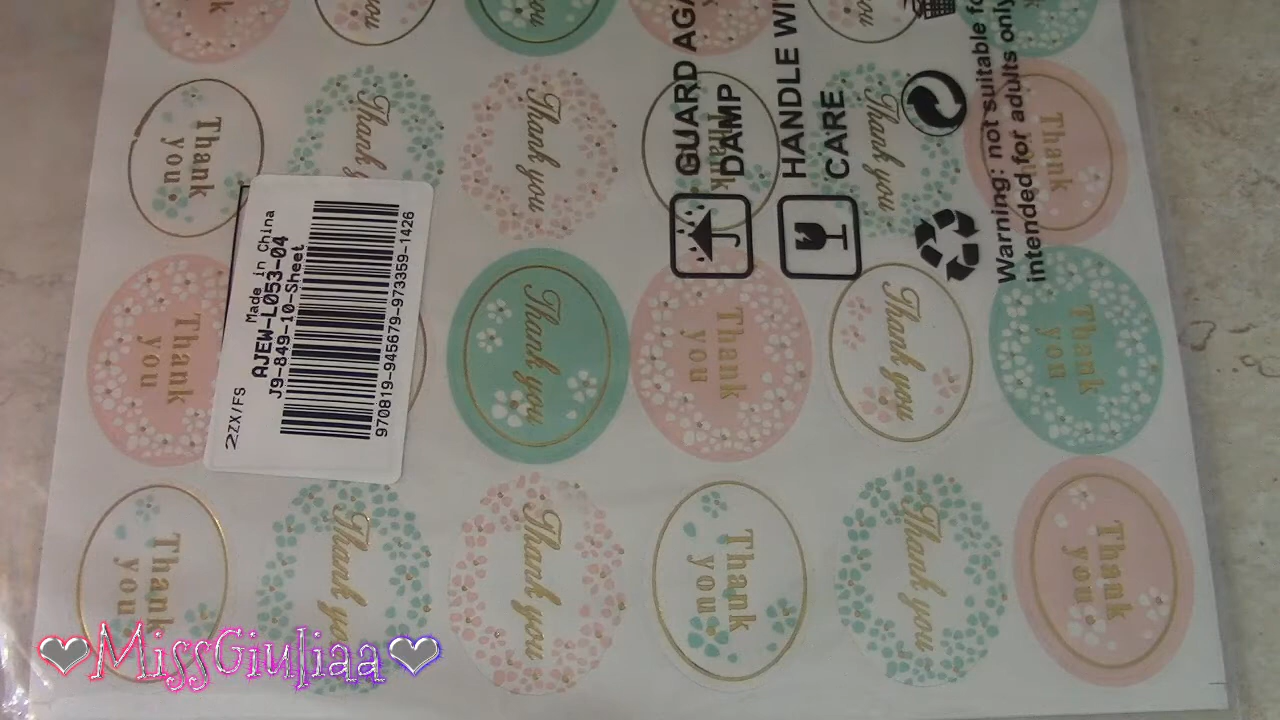 Thank
you
Thank you
Thank you
Thank
Thank you
Thank
GUARD AGA
DAMP
HANDLE WI
CARE
Warning: not suitable fo
intended for adults only
Made in China
AJEW-L053-04
J9-849-10-Sheet
970819-945679-973359-1426
2ZX/FS
Thank
you
Thank you
Thank
you
Thank you
Thank
you
Thank
you
Thank you
Thank you
Thank
you
Thank you
Thank
you
❤MissGiuliaa❤